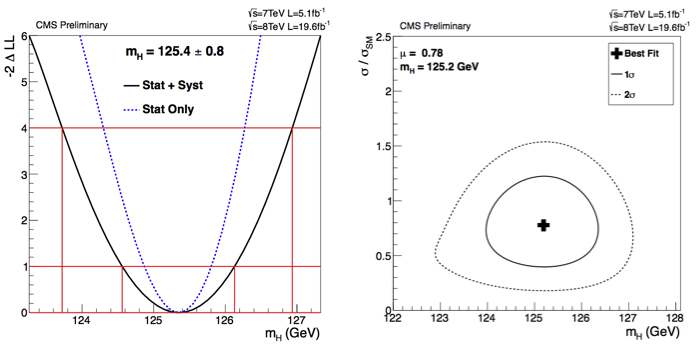 CMS Preliminary
√s=7TeV L=5.1fb⁻¹
√s=8TeV L=19.6fb⁻¹
-2 Δ LL
6
5
4
3
2
1
0
m_H = 125.4 ± 0.8
Stat + Syst
Stat Only
124 125 126 127
m_H (GeV)
CMS Preliminary
√s=7TeV L=5.1fb⁻¹
√s=8TeV L=19.6fb⁻¹
σ / σ_SM
2.5
2
1.5
1
0.5
0
μ = 0.78
m_H = 125.2 GeV
Best Fit
1σ
2σ
122 123 124 125 126 127 128
m_H (GeV)